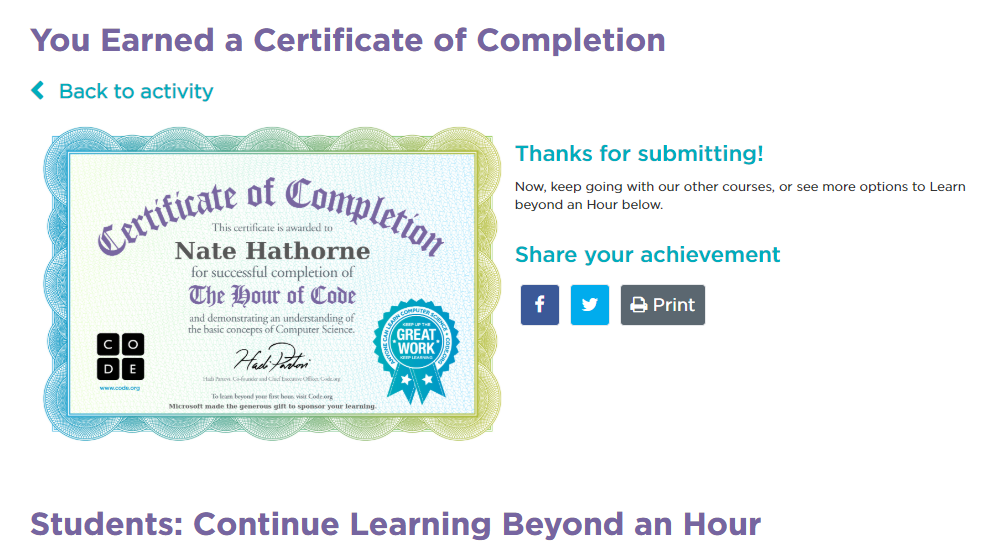 You Earned a Certificate of Completion
Back to activity
Certificate of Completion
This certificate is awarded to
Nate Hathorne
for successful completion of
The Hour of Code
and demonstrating an understanding of
the basic concepts of Computer Science.
C O
D E
www.code.org
Hadi Partovi
Hadi Partovi, Co-founder and Chief Executive Officer, Code.org
To learn beyond your first hour, visit Code.org
Microsoft made the generous gift to sponsor your learning.
ANYONE CAN LEARN COMPUTER SCIENCE
KEEP UP THE
GREAT
WORK
KEEP LEARNING
Thanks for submitting!
Now, keep going with our other courses, or see more options to Learn
beyond an Hour below.
Share your achievement
Print
Students: Continue Learning Beyond an Hour